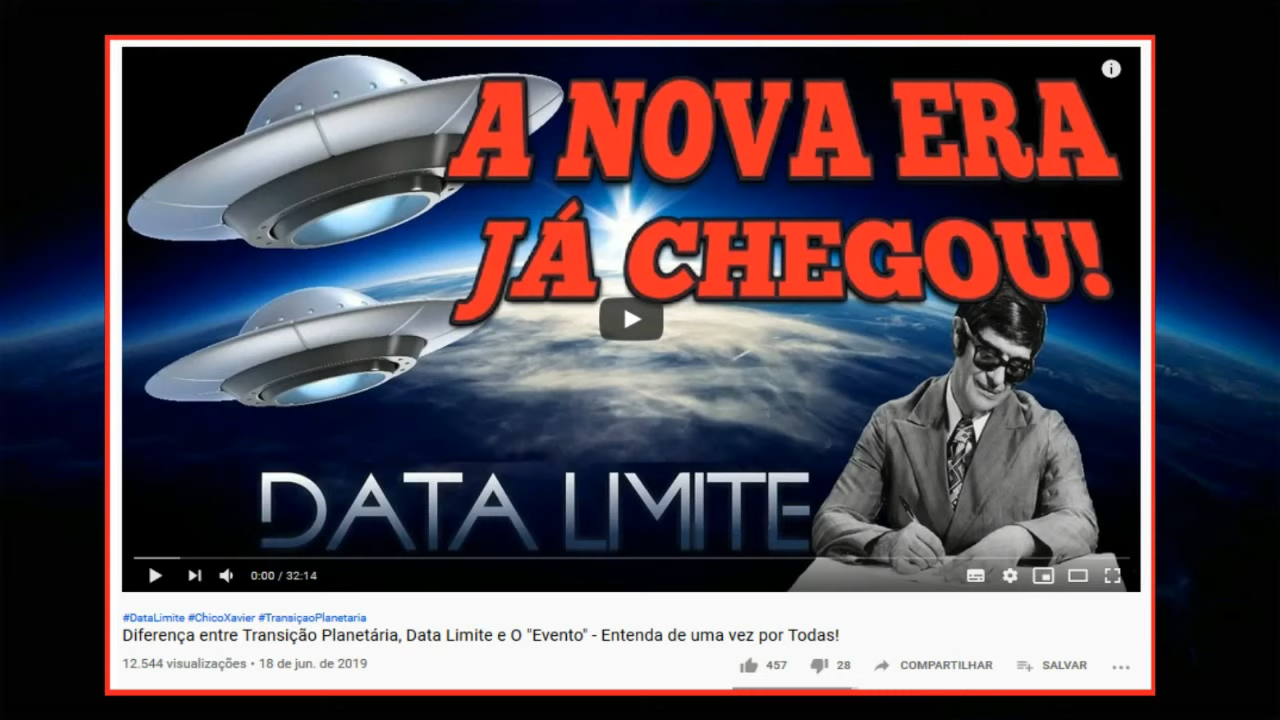 A NOVA ERA
JÁ CHEGOU!
DATA LIMITE
0:00 / 32:14
#DataLimite #ChicoXavier #TransiçaoPlanetaria
Diferença entre Transição Planetária, Data Limite e O "Evento" - Entenda de uma vez por Todas!
12.544 visualizações • 18 de jun. de 2019
457 28 COMPARTILHAR SALVAR